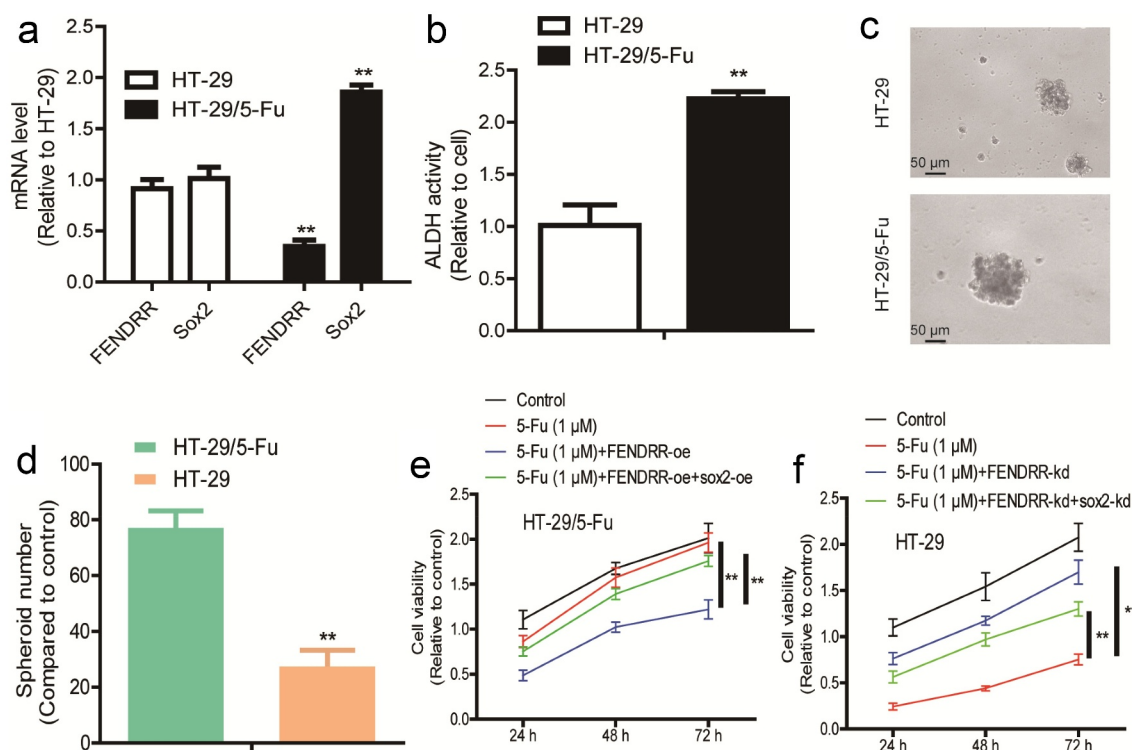 a
mRNA level
(Relative to HT-29)
2.5
2.0
1.5
1.0
0.5
0.0
HT-29
HT-29/5-Fu
**
**
FENDRR
Sox2
FENDRR
Sox2
b
HT-29
HT-29/5-Fu
ALDH activity
(Relative to cell)
2.5
2.0
1.5
1.0
0.5
0.0
**
c
HT-29
50 µm
HT-29/5-Fu
50 µm
d
HT-29/5-Fu
HT-29
Spheroid number
(Compared to control)
100
80
60
40
20
0
**
Control
5-Fu (1 µM)
5-Fu (1 µM)+FENDRR-oe
5-Fu (1 µM)+FENDRR-oe+sox2-oe
e
HT-29/5-Fu
Cell viability
(Relative to control)
2.5
2.0
1.5
1.0
0.5
0.0
**
**
24 h
48 h
72 h
Control
5-Fu (1 µM)
5-Fu (1 µM)+FENDRR-kd
5-Fu (1 µM)+FENDRR-kd+sox2-kd
f
HT-29
Cell viability
(Relative to control)
2.5
2.0
1.5
1.0
0.5
0.0
**
*
24 h
48 h
72 h